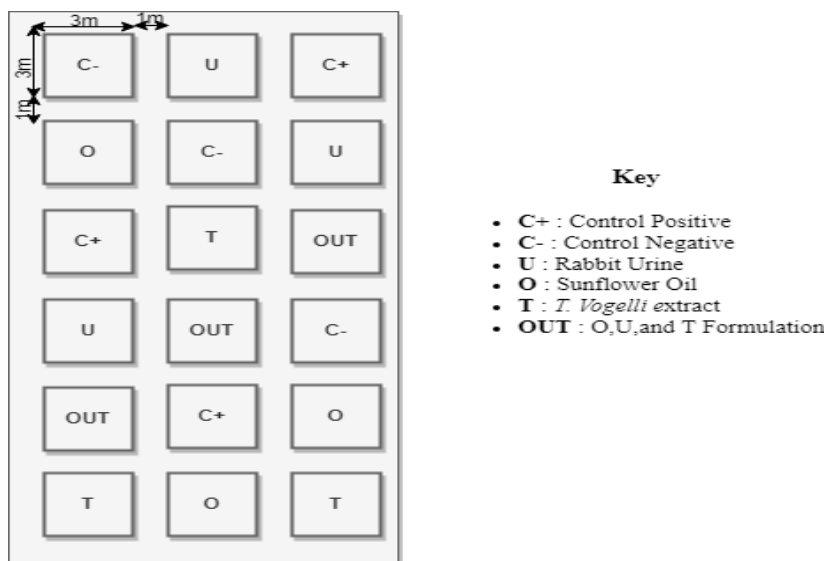 3m 1m
3m
C- U C+
1m
O C- U
C+ T OUT
U OUT C-
OUT C+ O
T O T
Key
• C+ : Control Positive
• C- : Control Negative
• U : Rabbit Urine
• O : Sunflower Oil
• T : T. Vogelli extract
• OUT : O,U,and T Formulation